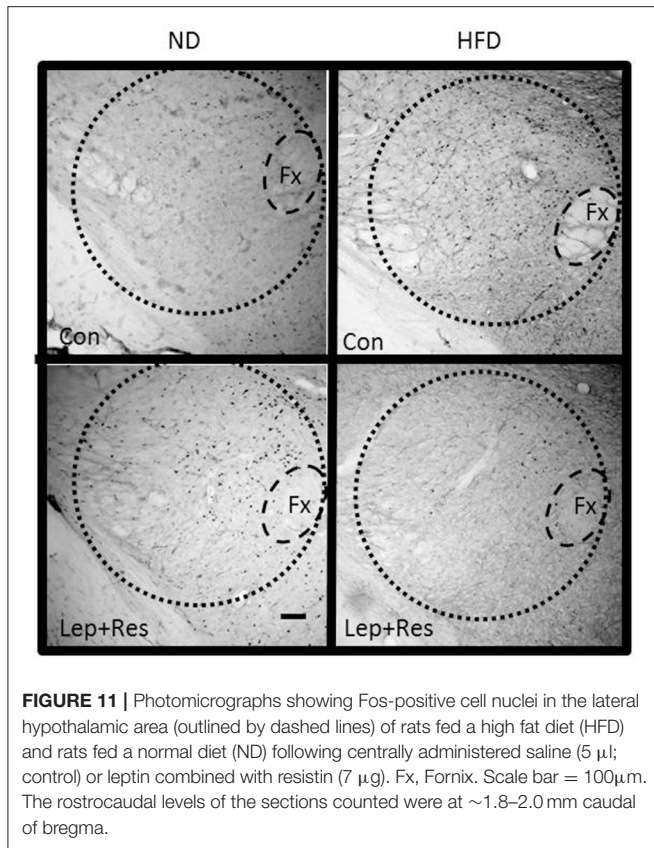 ND HFD
Fx Fx
Con Con
Fx Fx
Lep+Res Lep+Res
FIGURE 11 | Photomicrographs showing Fos-positive cell nuclei in the lateral
hypothalamic area (outlined by dashed lines) of rats fed a high fat diet (HFD)
and rats fed a normal diet (ND) following centrally administered saline (5 μl;
control) or leptin combined with resistin (7 μg). Fx, Fornix. Scale bar = 100μm.
The rostrocaudal levels of the sections counted were at ~1.8–2.0 mm caudal
of bregma.